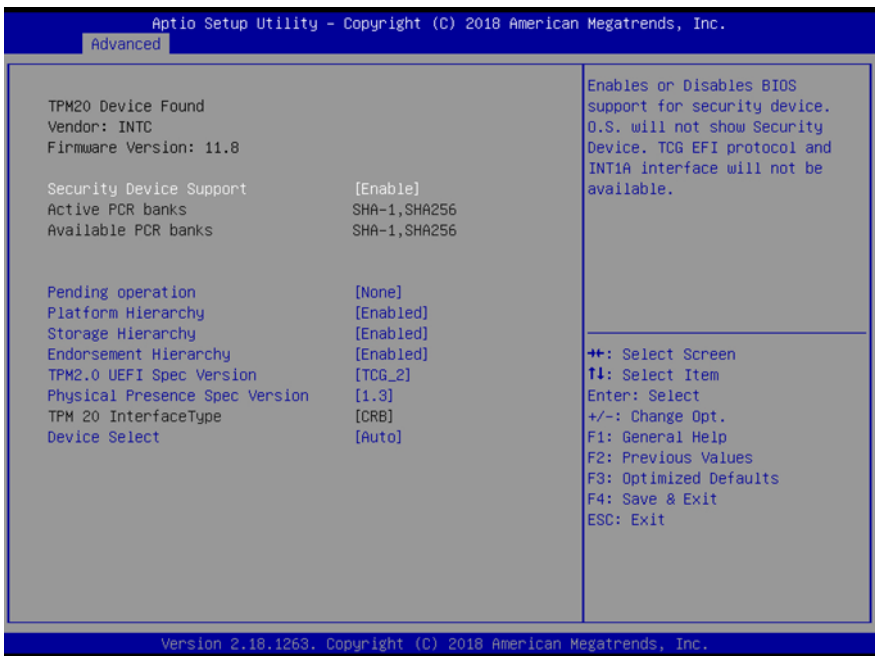 Aptio Setup Utility – Copyright (C) 2018 American Megatrends, Inc.
Advanced
TPM20 Device Found
Vendor: INTC
Firmware Version: 11.8
Security Device Support [Enable]
Active PCR banks SHA-1,SHA256
Available PCR banks SHA-1,SHA256
Pending operation [None]
Platform Hierarchy [Enabled]
Storage Hierarchy [Enabled]
Endorsement Hierarchy [Enabled]
TPM2.0 UEFI Spec Version [TCG_2]
Physical Presence Spec Version [1.3]
TPM 20 InterfaceType [CRB]
Device Select [Auto]
Enables or Disables BIOS
support for security device.
O.S. will not show Security
Device. TCG EFI protocol and
INT1A interface will not be
available.
→←: Select Screen
↑↓: Select Item
Enter: Select
+/-: Change Opt.
F1: General Help
F2: Previous Values
F3: Optimized Defaults
F4: Save & Exit
ESC: Exit
Version 2.18.1263. Copyright (C) 2018 American Megatrends, Inc.